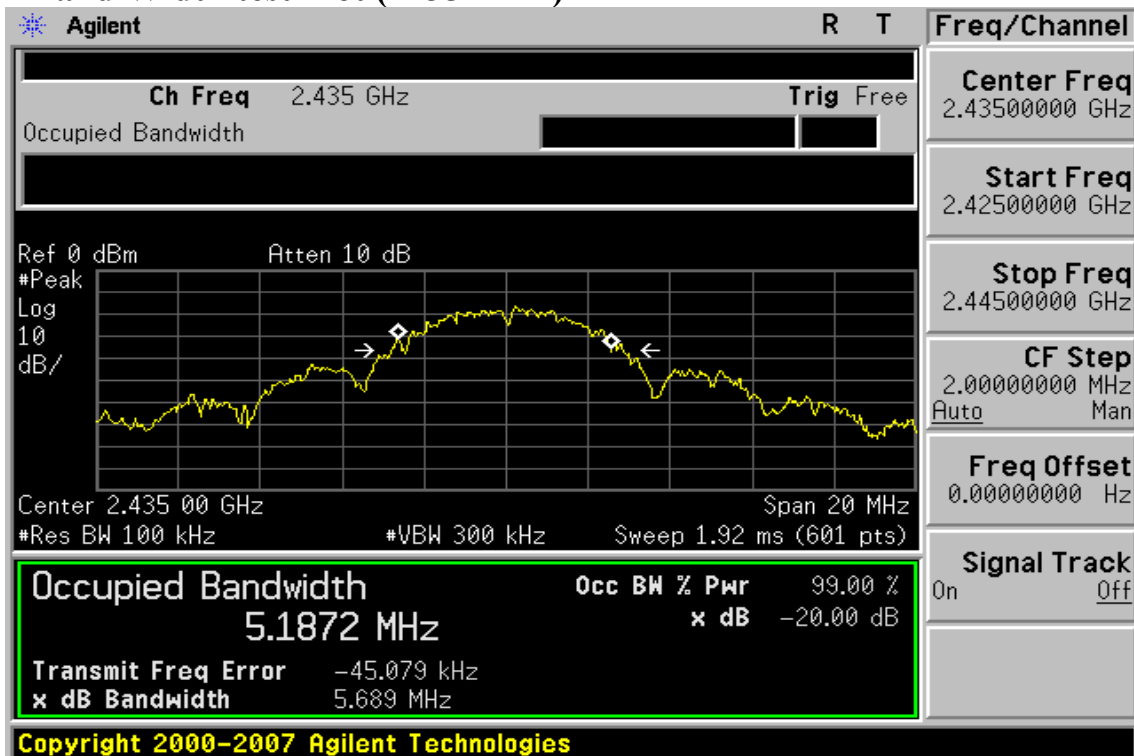 Agilent R T
Freq/Channel
Ch Freq 2.435 GHz Trig Free
Occupied Bandwidth
Center Freq
2.43500000 GHz
Start Freq
2.42500000 GHz
Stop Freq
2.44500000 GHz
CF Step
2.00000000 MHz
Auto Man
Freq Offset
0.00000000 Hz
Signal Track
On Off
Ref 0 dBm Atten 10 dB
#Peak
Log
10
dB/
Center 2.435 00 GHz Span 20 MHz
#Res BW 100 kHz #VBW 300 kHz Sweep 1.92 ms (601 pts)
Occupied Bandwidth Occ BW % Pwr 99.00 %
5.1872 MHz x dB -20.00 dB
Transmit Freq Error -45.079 kHz
x dB Bandwidth 5.689 MHz
Copyright 2000-2007 Agilent Technologies